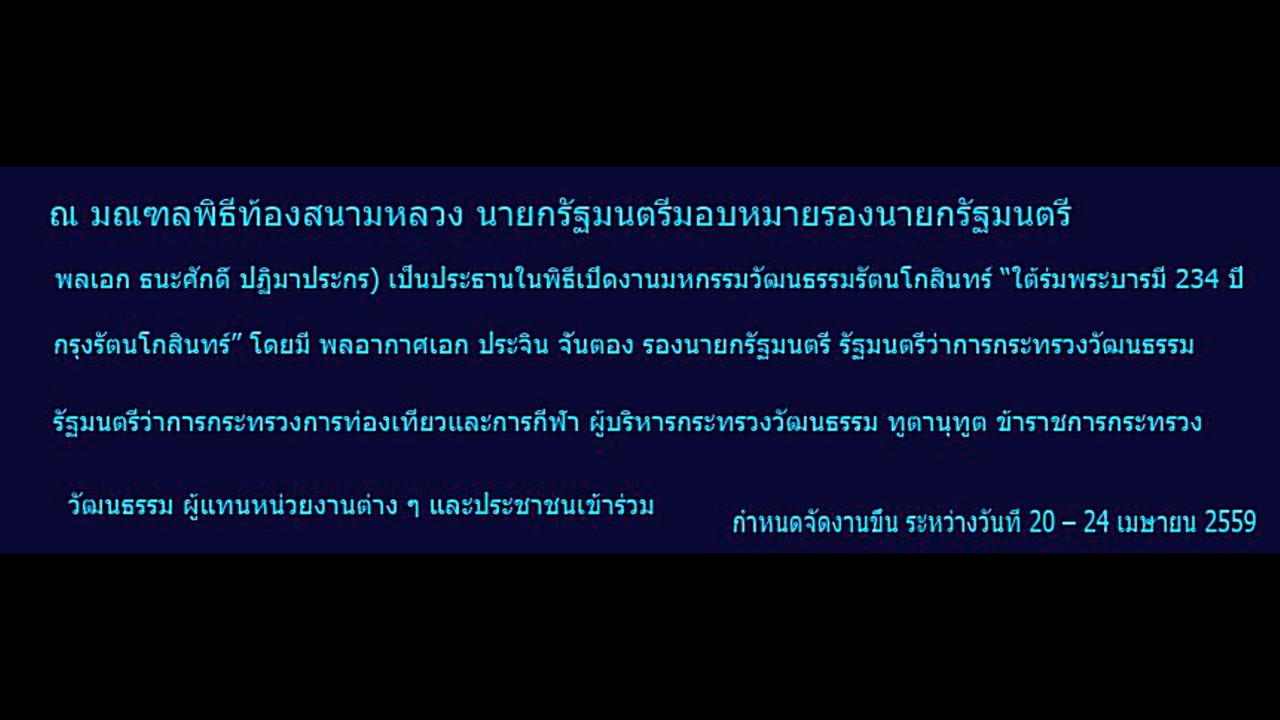 ณ มณฑลพิธีท้องสนามหลวง นายกรัฐมนตรีมอบหมายรองนายกรัฐมนตรี
พลเอก ธนะศักดิ์ ปฏิมาประกร) เป็นประธานในพิธีเปิดงานมหกรรมวัฒนธรรมรัตนโกสินทร์ “ใต้ร่มพระบารมี 234 ปี
กรุงรัตนโกสินทร์” โดยมี พลอากาศเอก ประจิน จั่นตอง รองนายกรัฐมนตรี รัฐมนตรีว่าการกระทรวงวัฒนธรรม
รัฐมนตรีว่าการกระทรวงการท่องเที่ยวและการกีฬา ผู้บริหารกระทรวงวัฒนธรรม ทูตานุทูต ข้าราชการกระทรวง
วัฒนธรรม ผู้แทนหน่วยงานต่าง ๆ และประชาชนเข้าร่วม
กำหนดจัดงานขึ้น ระหว่างวันที่ 20 – 24 เมษายน 2559